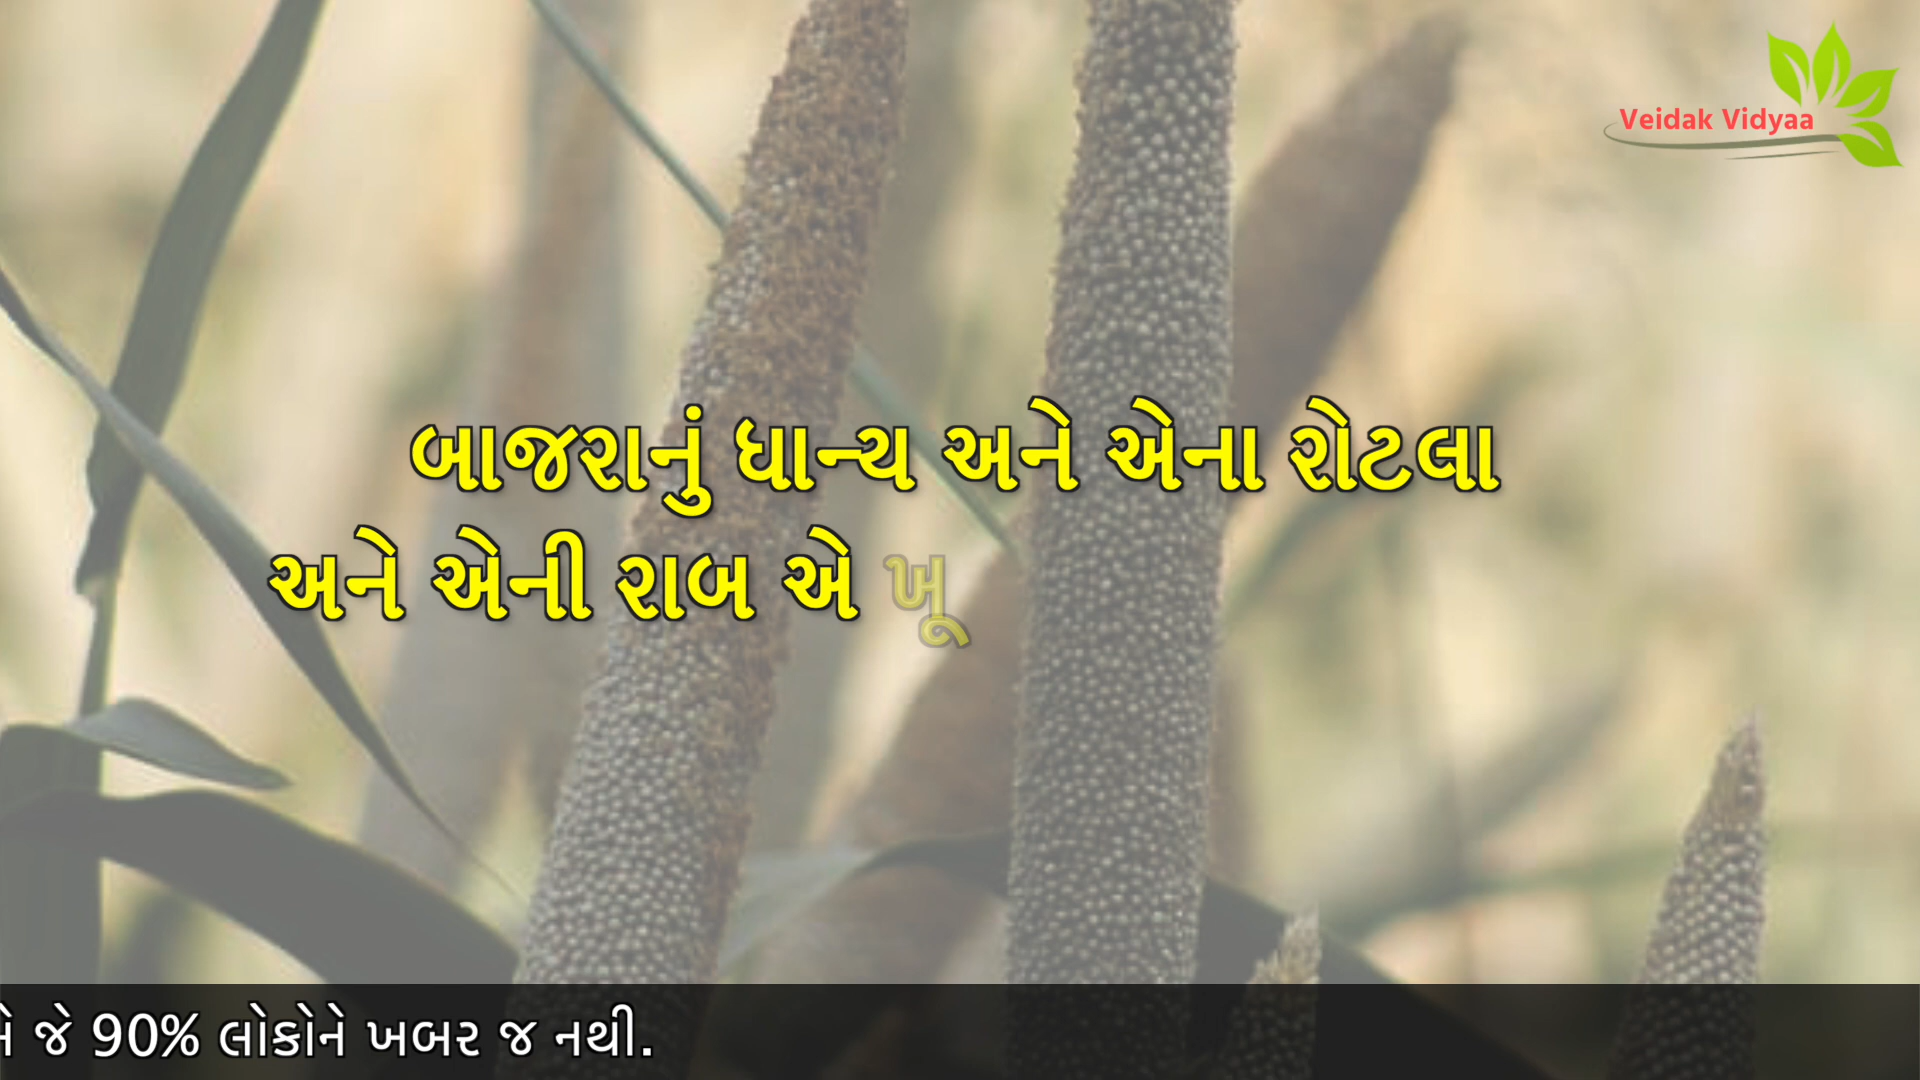 Veidak Vidyaa
બાજરાનું ધાન્ય અને એના રોટલા
અને એની રાબ એ ખૂ
જે 90% લોકોને ખબર જ નથી.